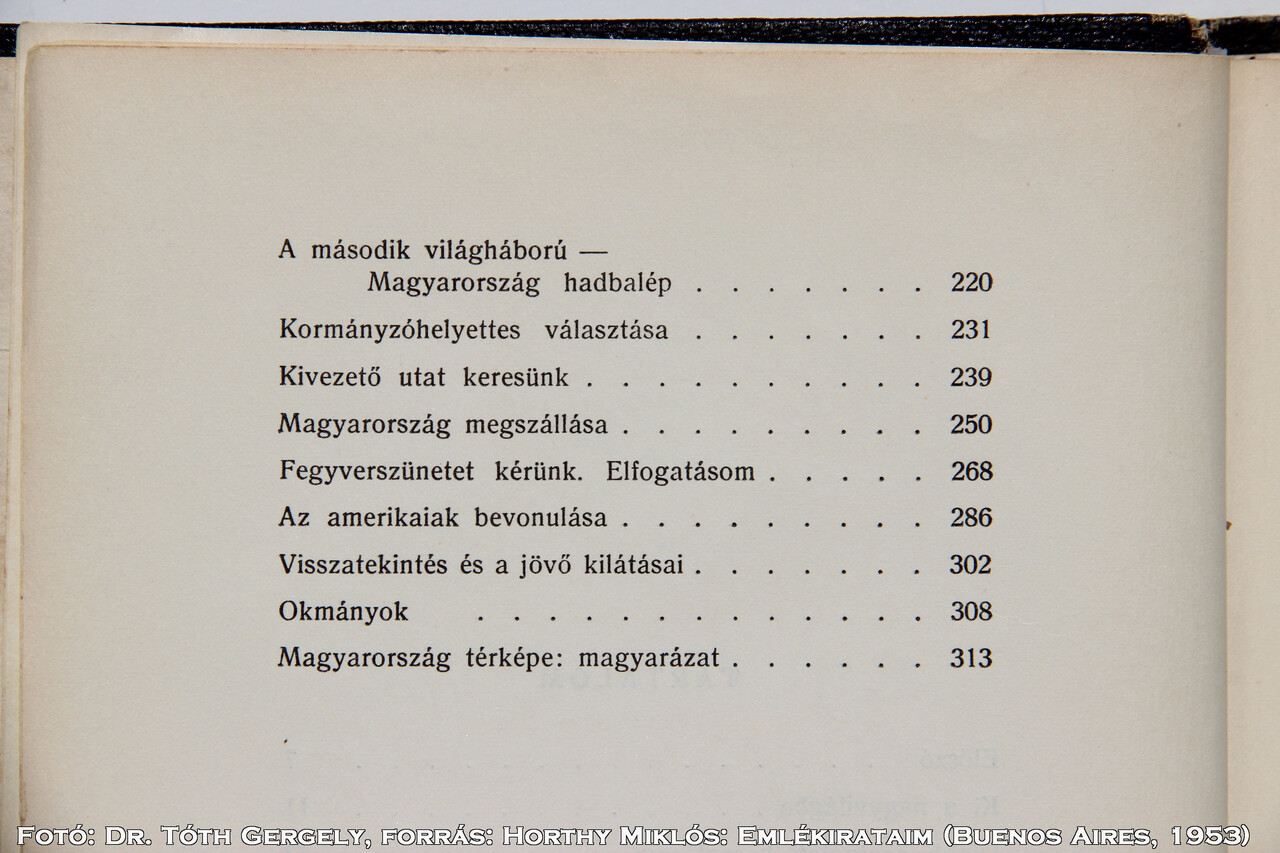 A második világháború —
Magyarország hadbalép . . . . . . . 220
Kormányzóhelyettes választása . . . . . . . 231
Kivezető utat keresünk . . . . . . . . . . 239
Magyarország megszállása . . . . . . . . . 250
Fegyverszünetet kérünk. Elfogatásom . . . . . 268
Az amerikaiak bevonulása . . . . . . . . . 286
Visszatekintés és a jövő kilátásai . . . . . . . 302
Okmányok . . . . . . . . . . . . . 308
Magyarország térképe: magyarázat . . . . . . 313
Fotó: Dr. Tóth Gergely, forrás: Horthy Miklós: Emlékirataim (Buenos Aires, 1953)